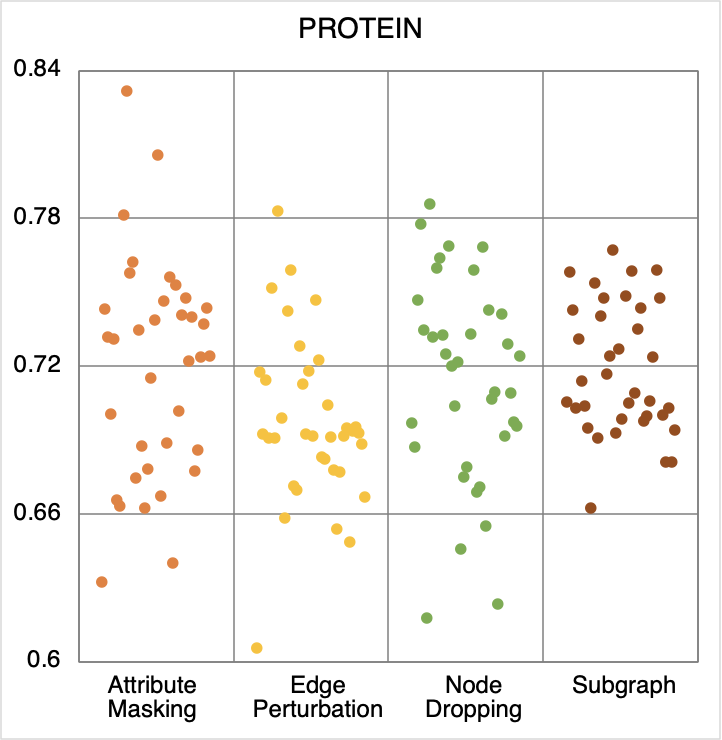 PROTEIN
0.84
0.78
0.72
0.66
0.6
Attribute
Masking
Edge
Perturbation
Node
Dropping
Subgraph